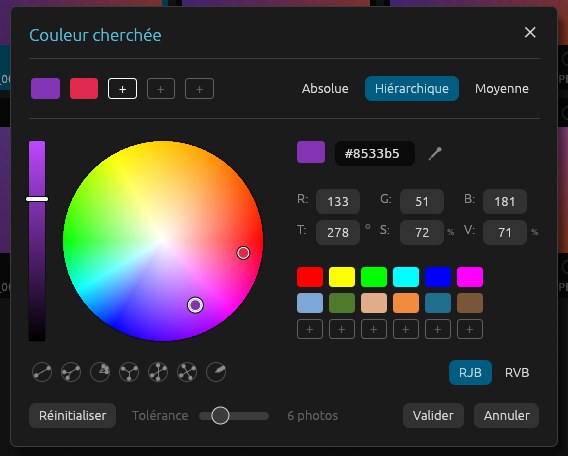 Couleur cherchée
Absolue Hiérarchique Moyenne
#8533b5
R: 133 G: 51 B: 181
T: 278 ° S: 72 % V: 71 %
RJB RVB
Réinitialiser Tolérance 6 photos Valider Annuler